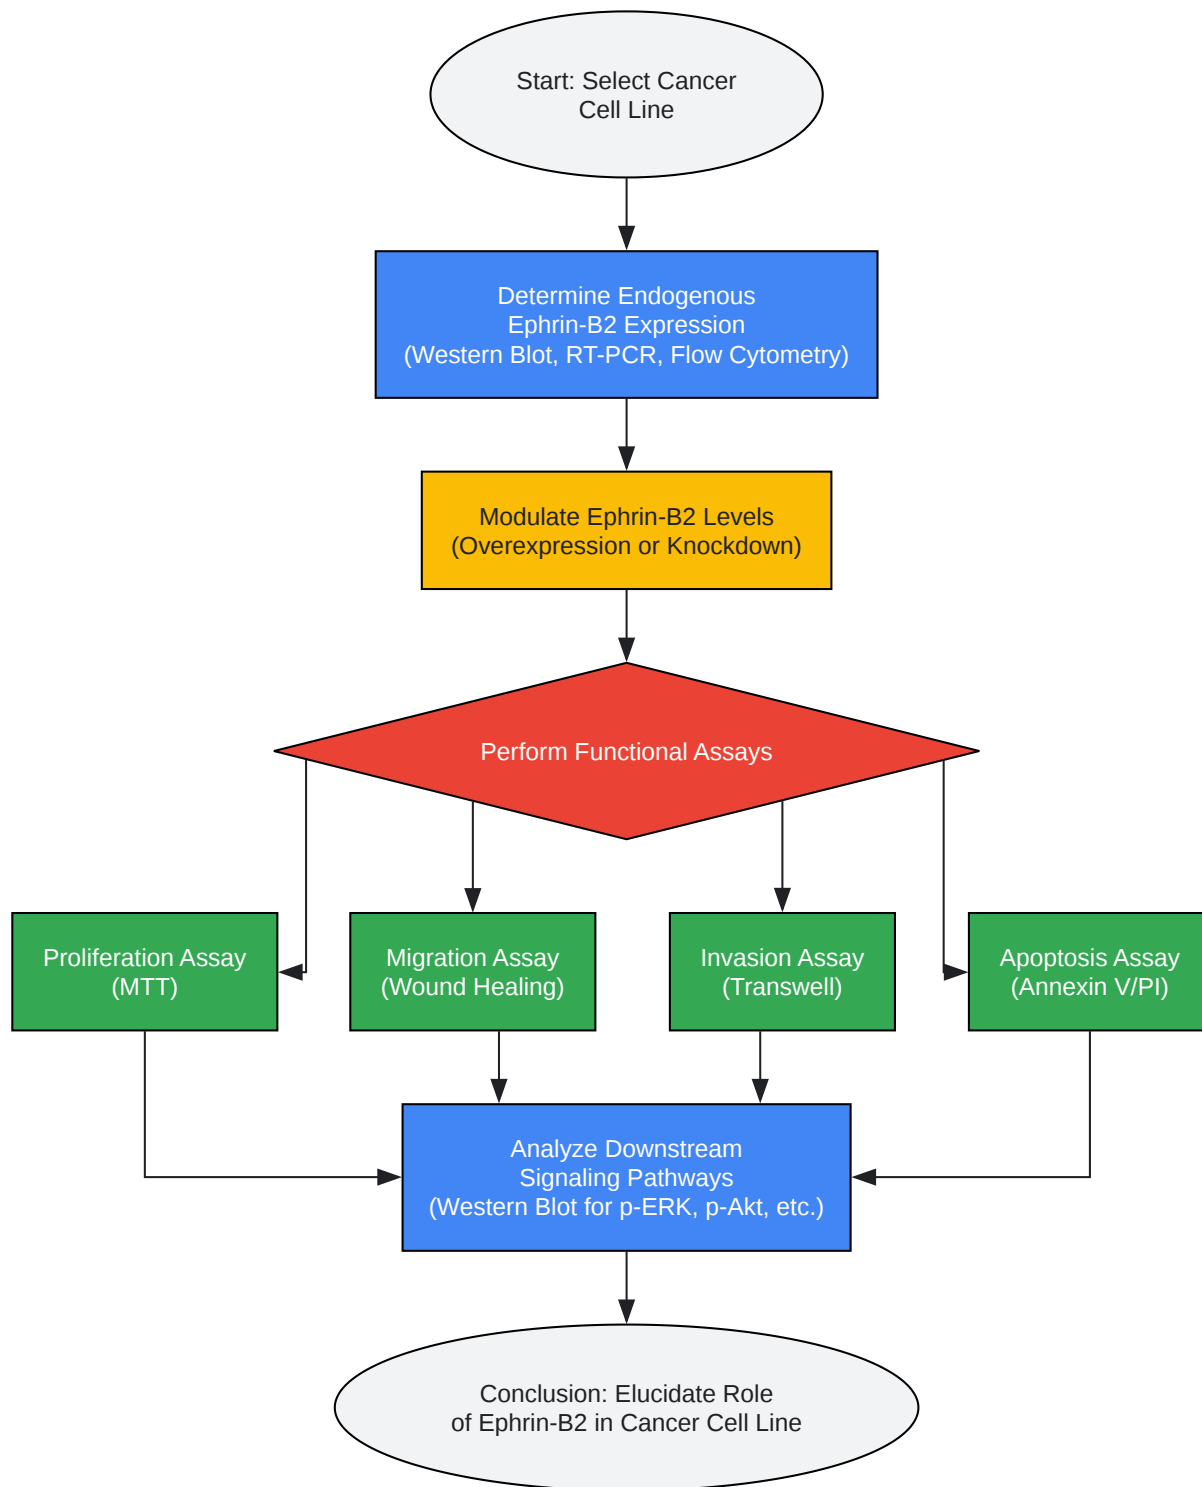 Start: Select Cancer
Cell Line
Determine Endogenous
Ephrin-B2 Expression
(Western Blot, RT-PCR, Flow Cytometry)
Modulate Ephrin-B2 Levels
(Overexpression or Knockdown)
Perform Functional Assays
Proliferation Assay
(MTT)
Migration Assay
(Wound Healing)
Invasion Assay
(Transwell)
Apoptosis Assay
(Annexin V/PI)
Analyze Downstream
Signaling Pathways
(Western Blot for p-ERK, p-Akt, etc.)
Conclusion: Elucidate Role
of Ephrin-B2 in Cancer Cell Line